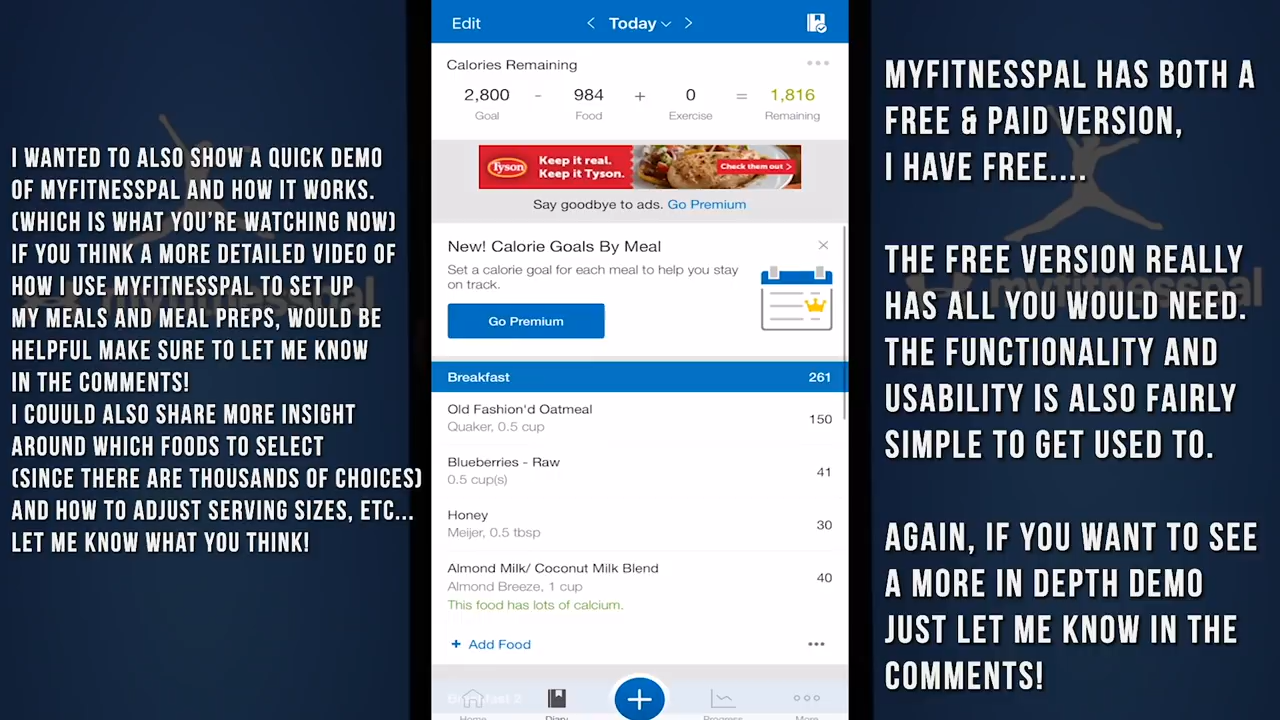 I WANTED TO ALSO SHOW A QUICK DEMO
OF MYFITNESSPAL AND HOW IT WORKS.
(WHICH IS WHAT YOU'RE WATCHING NOW)
IF YOU THINK A MORE DETAILED VIDEO OF
HOW I USE MYFITNESSPAL TO SET UP
MY MEALS AND MEAL PREPS, WOULD BE
HELPFUL MAKE SURE TO LET ME KNOW
IN THE COMMENTS!
I COUULD ALSO SHARE MORE INSIGHT
AROUND WHICH FOODS TO SELECT
(SINCE THERE ARE THOUSANDS OF CHOICES)
AND HOW TO ADJUST SERVING SIZES, ETC...
LET ME KNOW WHAT YOU THINK!
Edit
Today
Calories Remaining
2,800 - 984 + 0 = 1,816
Goal Food Exercise Remaining
Tyson
Keep it real.
Keep it Tyson.
Check them out >
Say goodbye to ads. Go Premium
New! Calorie Goals By Meal
Set a calorie goal for each meal to help you stay
on track.
Go Premium
Breakfast 261
Old Fashion'd Oatmeal
Quaker, 0.5 cup
150
Blueberries - Raw
0.5 cup(s)
41
Honey
Meijer, 0.5 tbsp
30
Almond Milk/ Coconut Milk Blend
Almond Breeze, 1 cup
40
This food has lots of calcium.
+ Add Food
Breakfast 2
Home Diary Progress More
MYFITNESSPAL HAS BOTH A
FREE & PAID VERSION,
I HAVE FREE....
THE FREE VERSION REALLY
HAS ALL YOU WOULD NEED.
THE FUNCTIONALITY AND
USABILITY IS ALSO FAIRLY
SIMPLE TO GET USED TO.
AGAIN, IF YOU WANT TO SEE
A MORE IN DEPTH DEMO
JUST LET ME KNOW IN THE
COMMENTS!
myfitnesspal